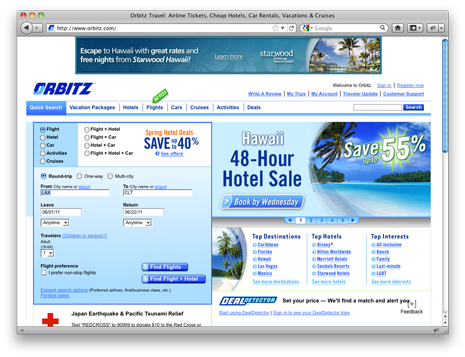 Orbitz Travel: Airline Tickets, Cheap Hotels, Car Rentals, Vacations & Cruises
http://www.orbitz.com/
Google
Escape to Hawaii with great rates and
free nights from Starwood Hawaii!
Learn more
starwood
ORBITZ
Welcome to Orbitz. Sign in | Register now
Write A Review | My Trips | My Account | Traveler Update | Customer Support
Quick Search
Vacation Packages
Hotels
Flights
Cars
Cruises
Activities
Deals
Search
Flight
Hotel
Car
Activities
Cruises
Flight + Hotel
Flight + Car
Hotel + Car
Flight + Hotel + Car
Spring Hotel Deals
SAVE UP TO 40%
See offers
Round-trip
One-way
Multi-city
From City name or airport
To City name or airport
LAX
CLT
Leave
Return
06/01/11
06/22/11
Anytime
Anytime
Travelers (Children or seniors?)
Adult
(18-64)
1
Flight preference
I prefer non-stop flights
Find Flights
Find Flight + Hotel
Expand search options (Preferred airlines, first/business class, etc.)
Flexible dates
Hawaii
48-Hour
Hotel Sale
Book by Wednesday
Save
up to 55%
1
Top Destinations
Caribbean
Florida
Hawaii
Las Vegas
Mexico
See more destinations
Top Hotels
Disney®
Hilton Worldwide
Marriott Hotels
Sandals Resorts
Starwood Hotels
See more hotels
Top Interests
All-inclusive
Beach
Family
Last-minute
LGBT
See more interests
DEALDETECTOR
Set your price — We'll find a match and alert you.
Start using DealDetector | Sign in to see your DealDetector trips
[+]
Feedback
Japan Earthquake & Pacific Tsunami Relief
Text "REDCROSS" to 90999 to donate $10 to the Red Cross or